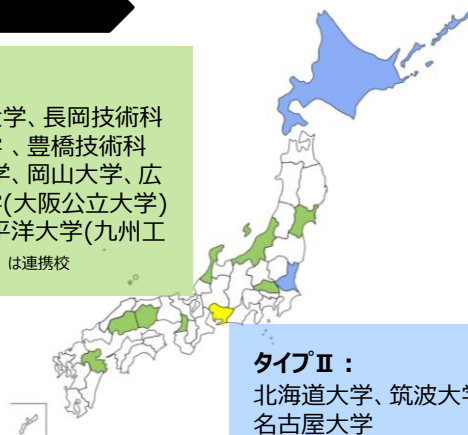 学、長岡技術科
、豊橋技術科
学、岡山大学、広
(大阪公立大学)
平洋大学(九州工
は連携校
タイプⅡ：
北海道大学、筑波大学
名古屋大学